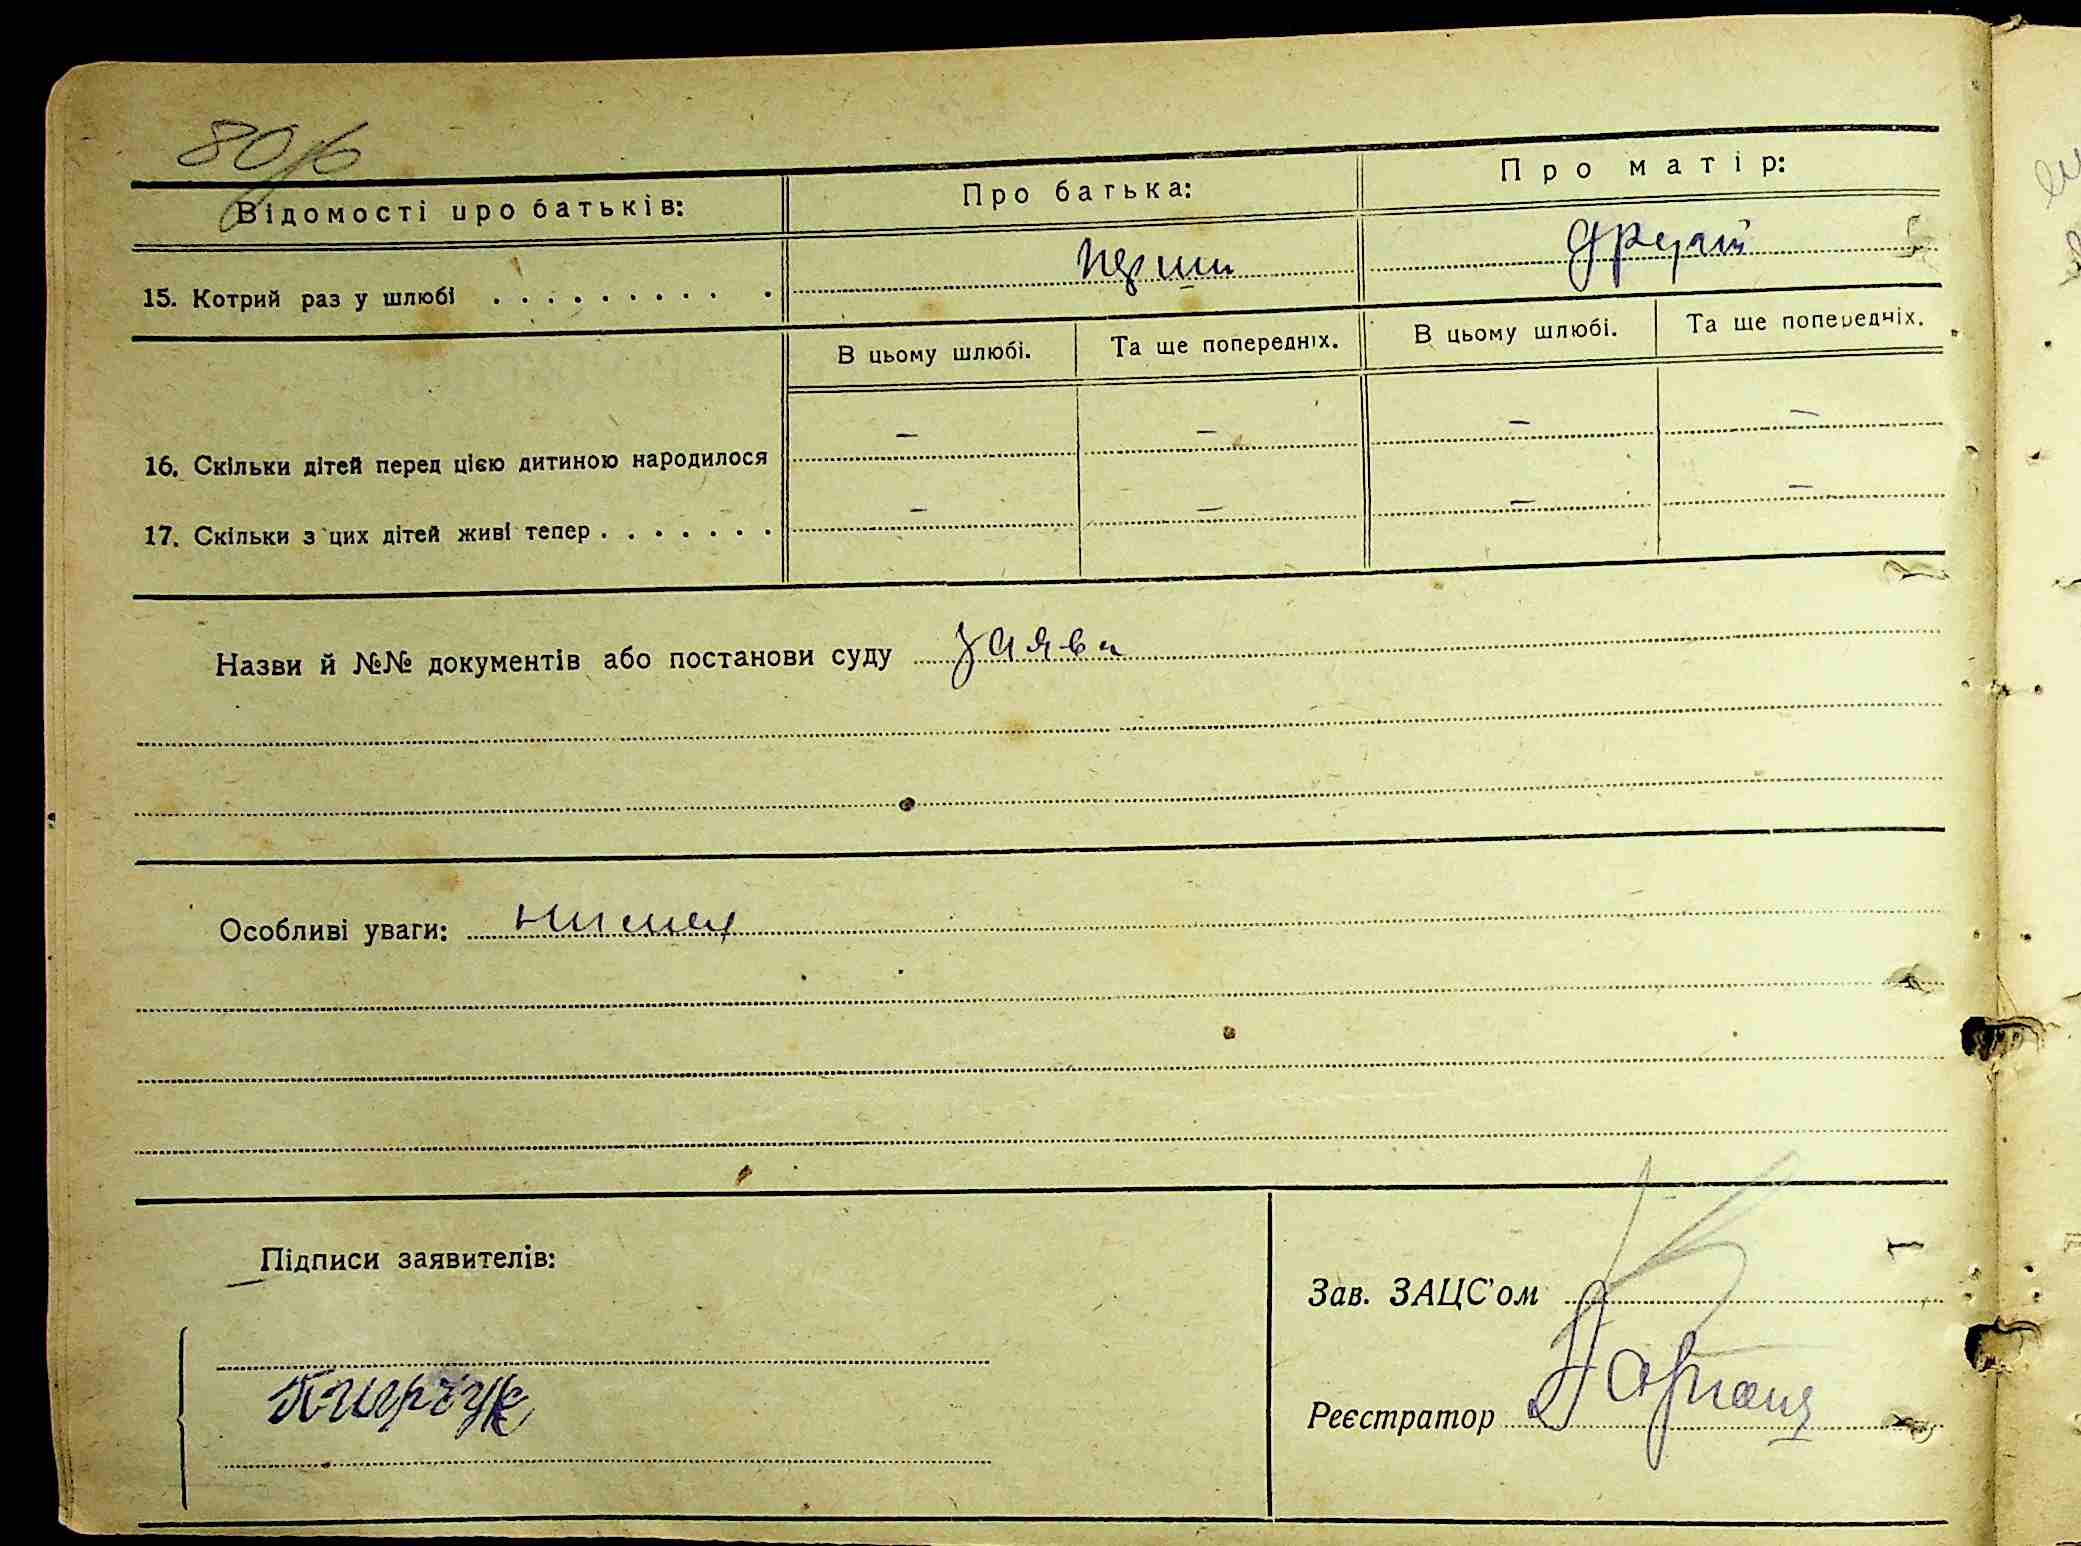 Відомості про батьків:
Про батька:
Про матір:
15. Котрий раз у шлюбі . . . . . . . . . .
перши
другий
В цьому шлюбі.
Та ще попередніх.
В цьому шлюбі.
Та ще попередніх.
16. Скільки дітей перед цією дитиною народилося
– – – –
17. Скільки з цих дітей живі тепер . . . . . . .
– – – –
Назви й №№ документів або постанови суду заява
Особливі уваги:
Підписи заявителів:
Зав. ЗАЦС'ом
Реєстратор